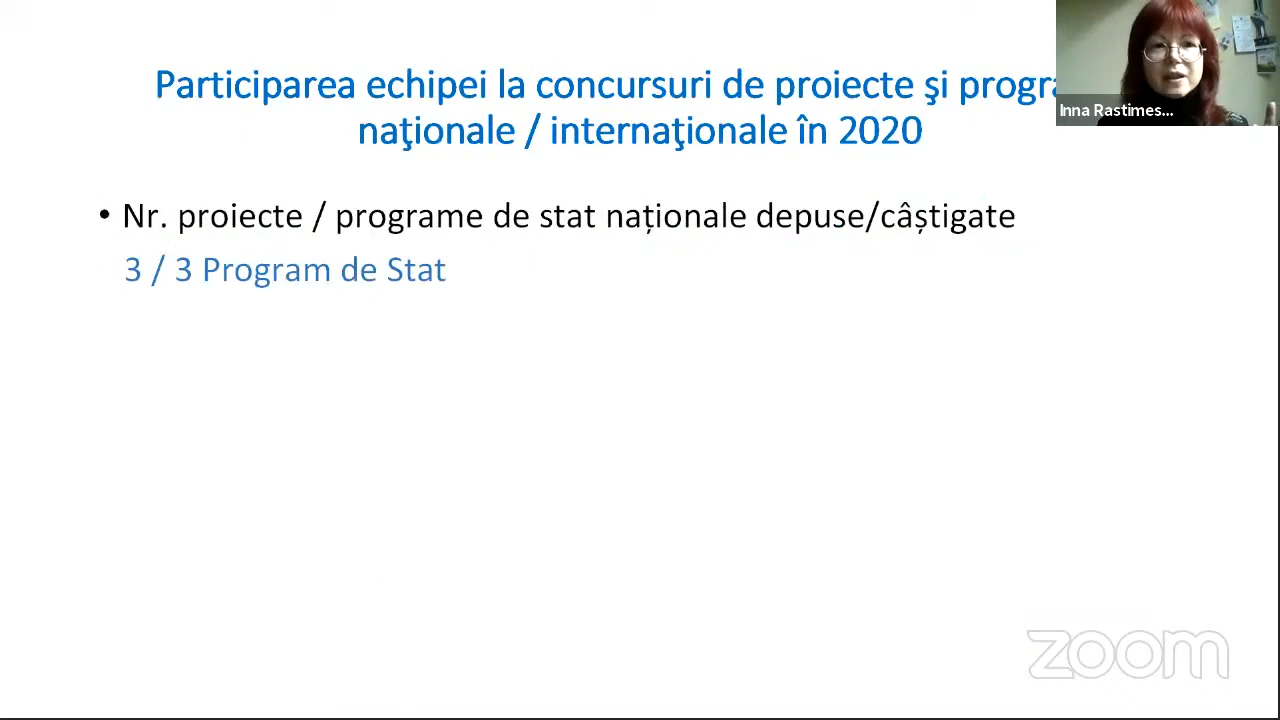 Participarea echipei la concursuri de proiecte şi progra
naţionale / internaţionale în 2020
Inna Rastimes...
• Nr. proiecte / programe de stat naționale depuse/câștigate
3 / 3 Program de Stat
zoom